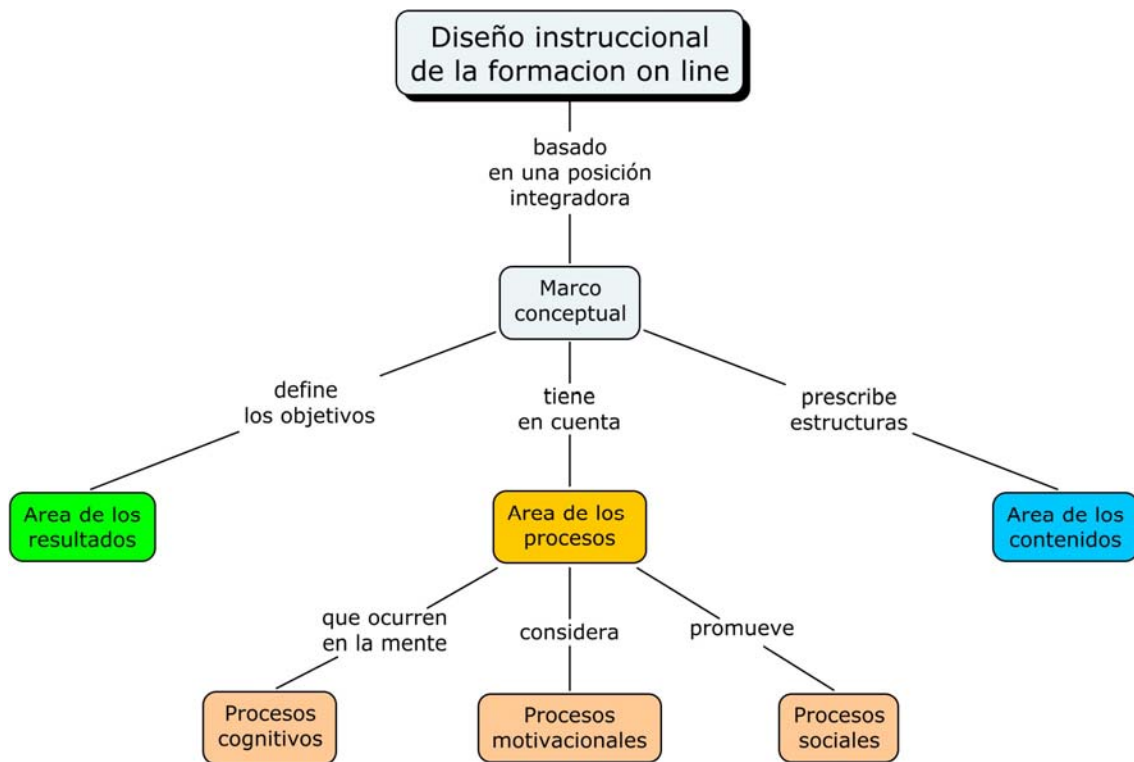 Diseño instruccional
de la formacion on line
basado
en una posición
integradora
Marco
conceptual
define
los objetivos
tiene
en cuenta
prescribe
estructuras
Area de los
resultados
Area de los
procesos
Area de los
contenidos
que ocurren
en la mente
considera
promueve
Procesos
cognitivos
Procesos
motivacionales
Procesos
sociales